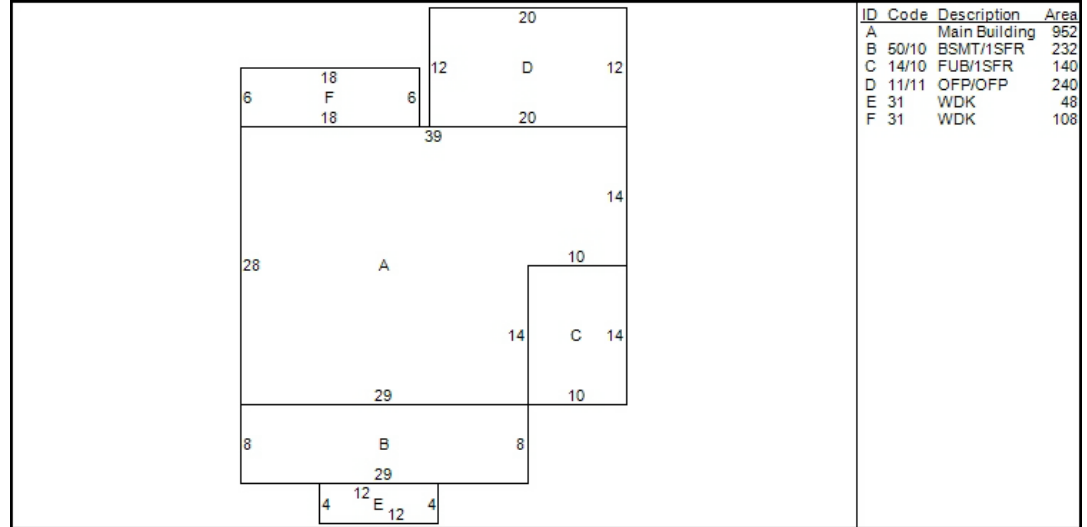 20
12 D 12
18
6 F 6
18 20
39
14
28 A
10
14 C 14
29 10
8 B 8
29
4 12 E 12 4
ID Code Description Area
A Main Building 952
B 50/10 BSMT/1SFR 232
C 14/10 FUB/1SFR 140
D 11/11 OFP/OFP 240
E 31 WDK 48
F 31 WDK 108